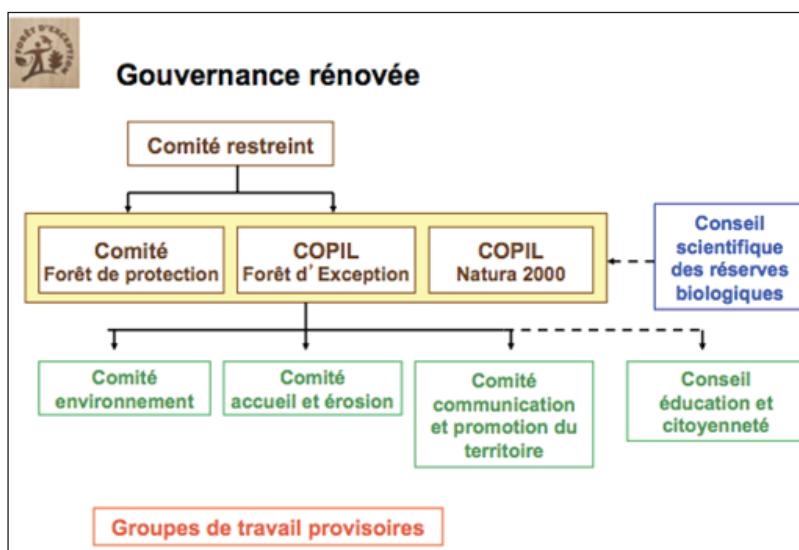 FORÊT D'EXCEPTION
Gouvernance rénovée
Comité restreint
Comité
Forêt de protection
COPIL
Forêt d'Exception
COPIL
Natura 2000
Conseil
scientifique
des réserves
biologiques
Comité
environnement
Comité
accueil et érosion
Comité
communication
et promotion du
territoire
Conseil
éducation et
citoyenneté
Groupes de travail provisoires